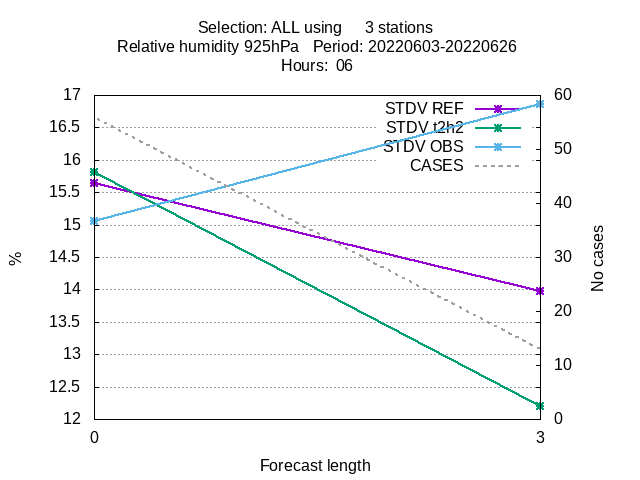 Selection: ALL using 3 stations
Relative humidity 925hPa Period: 20220603-20220626
Hours: 06
17
16.5
16
15.5
15
14.5
14
13.5
13
12.5
12
60
50
40
30
20
10
0
STDV REF
STDV t2h2
STDV OBS
CASES
%
No cases
0
3
Forecast length